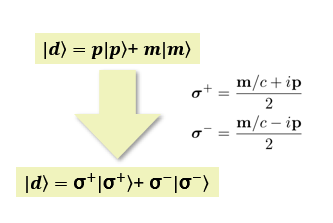 |d⟩ = p|p⟩+ m|m⟩
σ⁺ = (m/c + ip)/2
σ⁻ = (m/c − ip)/2
|d⟩ = σ⁺|σ⁺⟩+ σ⁻|σ⁻⟩